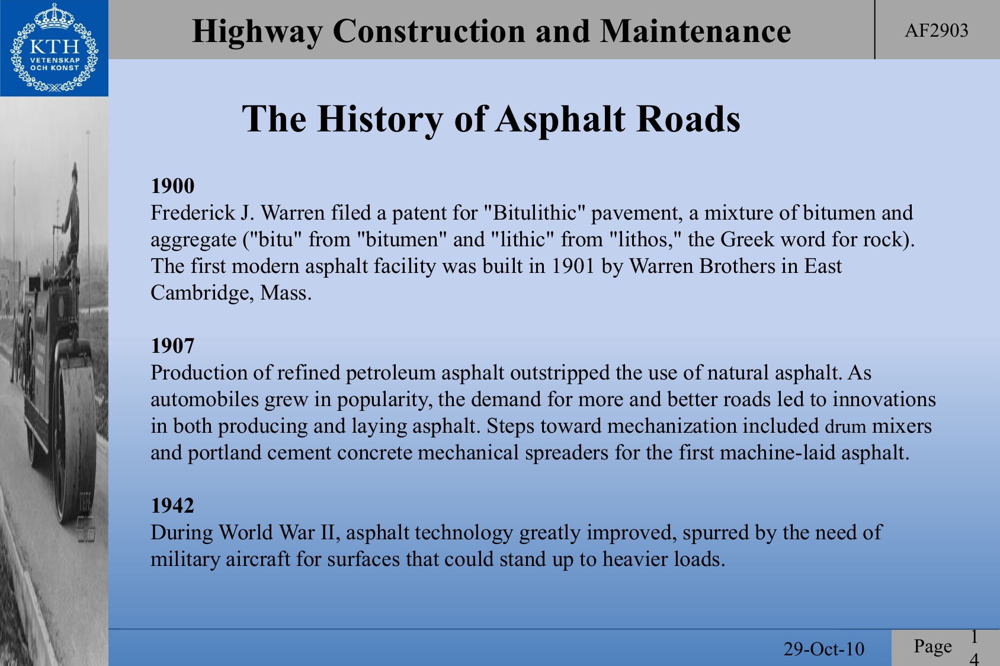 KTH
VETENSKAP
OCH KONST
Highway Construction and Maintenance
AF2903
The History of Asphalt Roads
1900
Frederick J. Warren filed a patent for "Bitulithic" pavement, a mixture of bitumen and
aggregate ("bitu" from "bitumen" and "lithic" from "lithos," the Greek word for rock).
The first modern asphalt facility was built in 1901 by Warren Brothers in East
Cambridge, Mass.
1907
Production of refined petroleum asphalt outstripped the use of natural asphalt. As
automobiles grew in popularity, the demand for more and better roads led to innovations
in both producing and laying asphalt. Steps toward mechanization included drum mixers
and portland cement concrete mechanical spreaders for the first machine-laid asphalt.
1942
During World War II, asphalt technology greatly improved, spurred by the need of
military aircraft for surfaces that could stand up to heavier loads.
29-Oct-10
Page
1
4